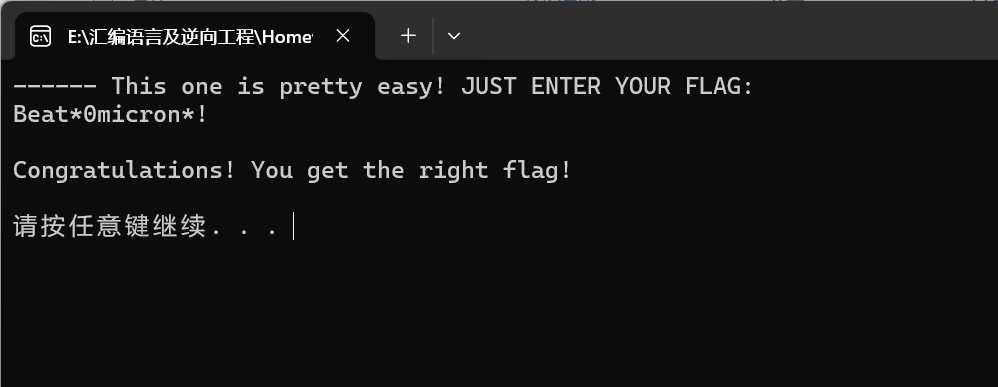 E:\汇编语言及逆向工程\Home
------ This one is pretty easy! JUST ENTER YOUR FLAG:
Beat*0micron*!
Congratulations! You get the right flag!
请按任意键继续. . .